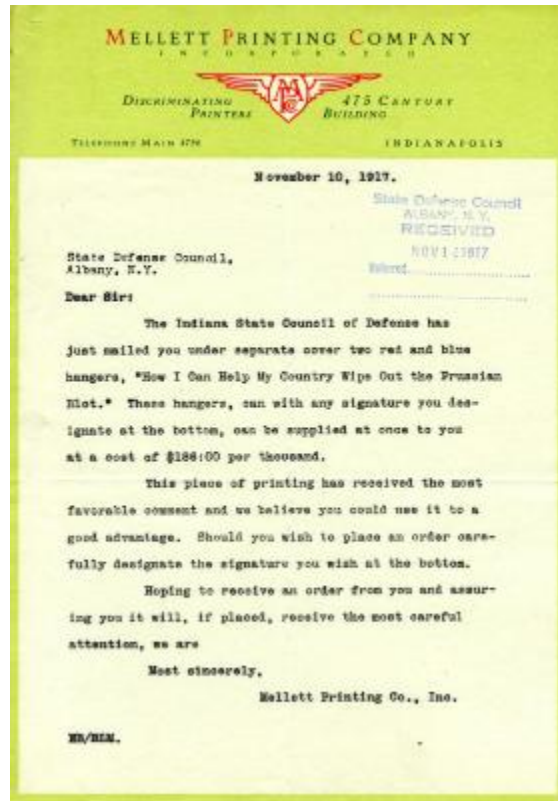 MELLETT PRINTING COMPANY
INCORPORATED
DISCRIMINATING
PRINTERS
475 CENTURY
BUILDING
TELEPHONE MAIN
INDIANAPOLIS
November 10, 1917.
State Defense Council
ALBANY, N. Y.
RECEIVED
NOV 1 1917
Referred
State Defense Council,
Albany, N.Y.
Dear Sir:
The Indiana State Council of Defense has
just mailed you under separate cover two red and blue
hangers, "How I Can Help My Country Wipe Out the Prussian
Blot." These hangers, can with any signature you des-
ignate at the bottom, can be supplied at once to you
at a cost of $186:00 per thousand.
This piece of printing has received the most
favorable comment and we believe you could use it to a
good advantage. Should you wish to place an order care-
fully designate the signature you wish at the bottom.
Hoping to receive an order from you and assur-
ing you it will, if placed, receive the most careful
attention, we are
Most sincerely,
Mellett Printing Co., Inc.